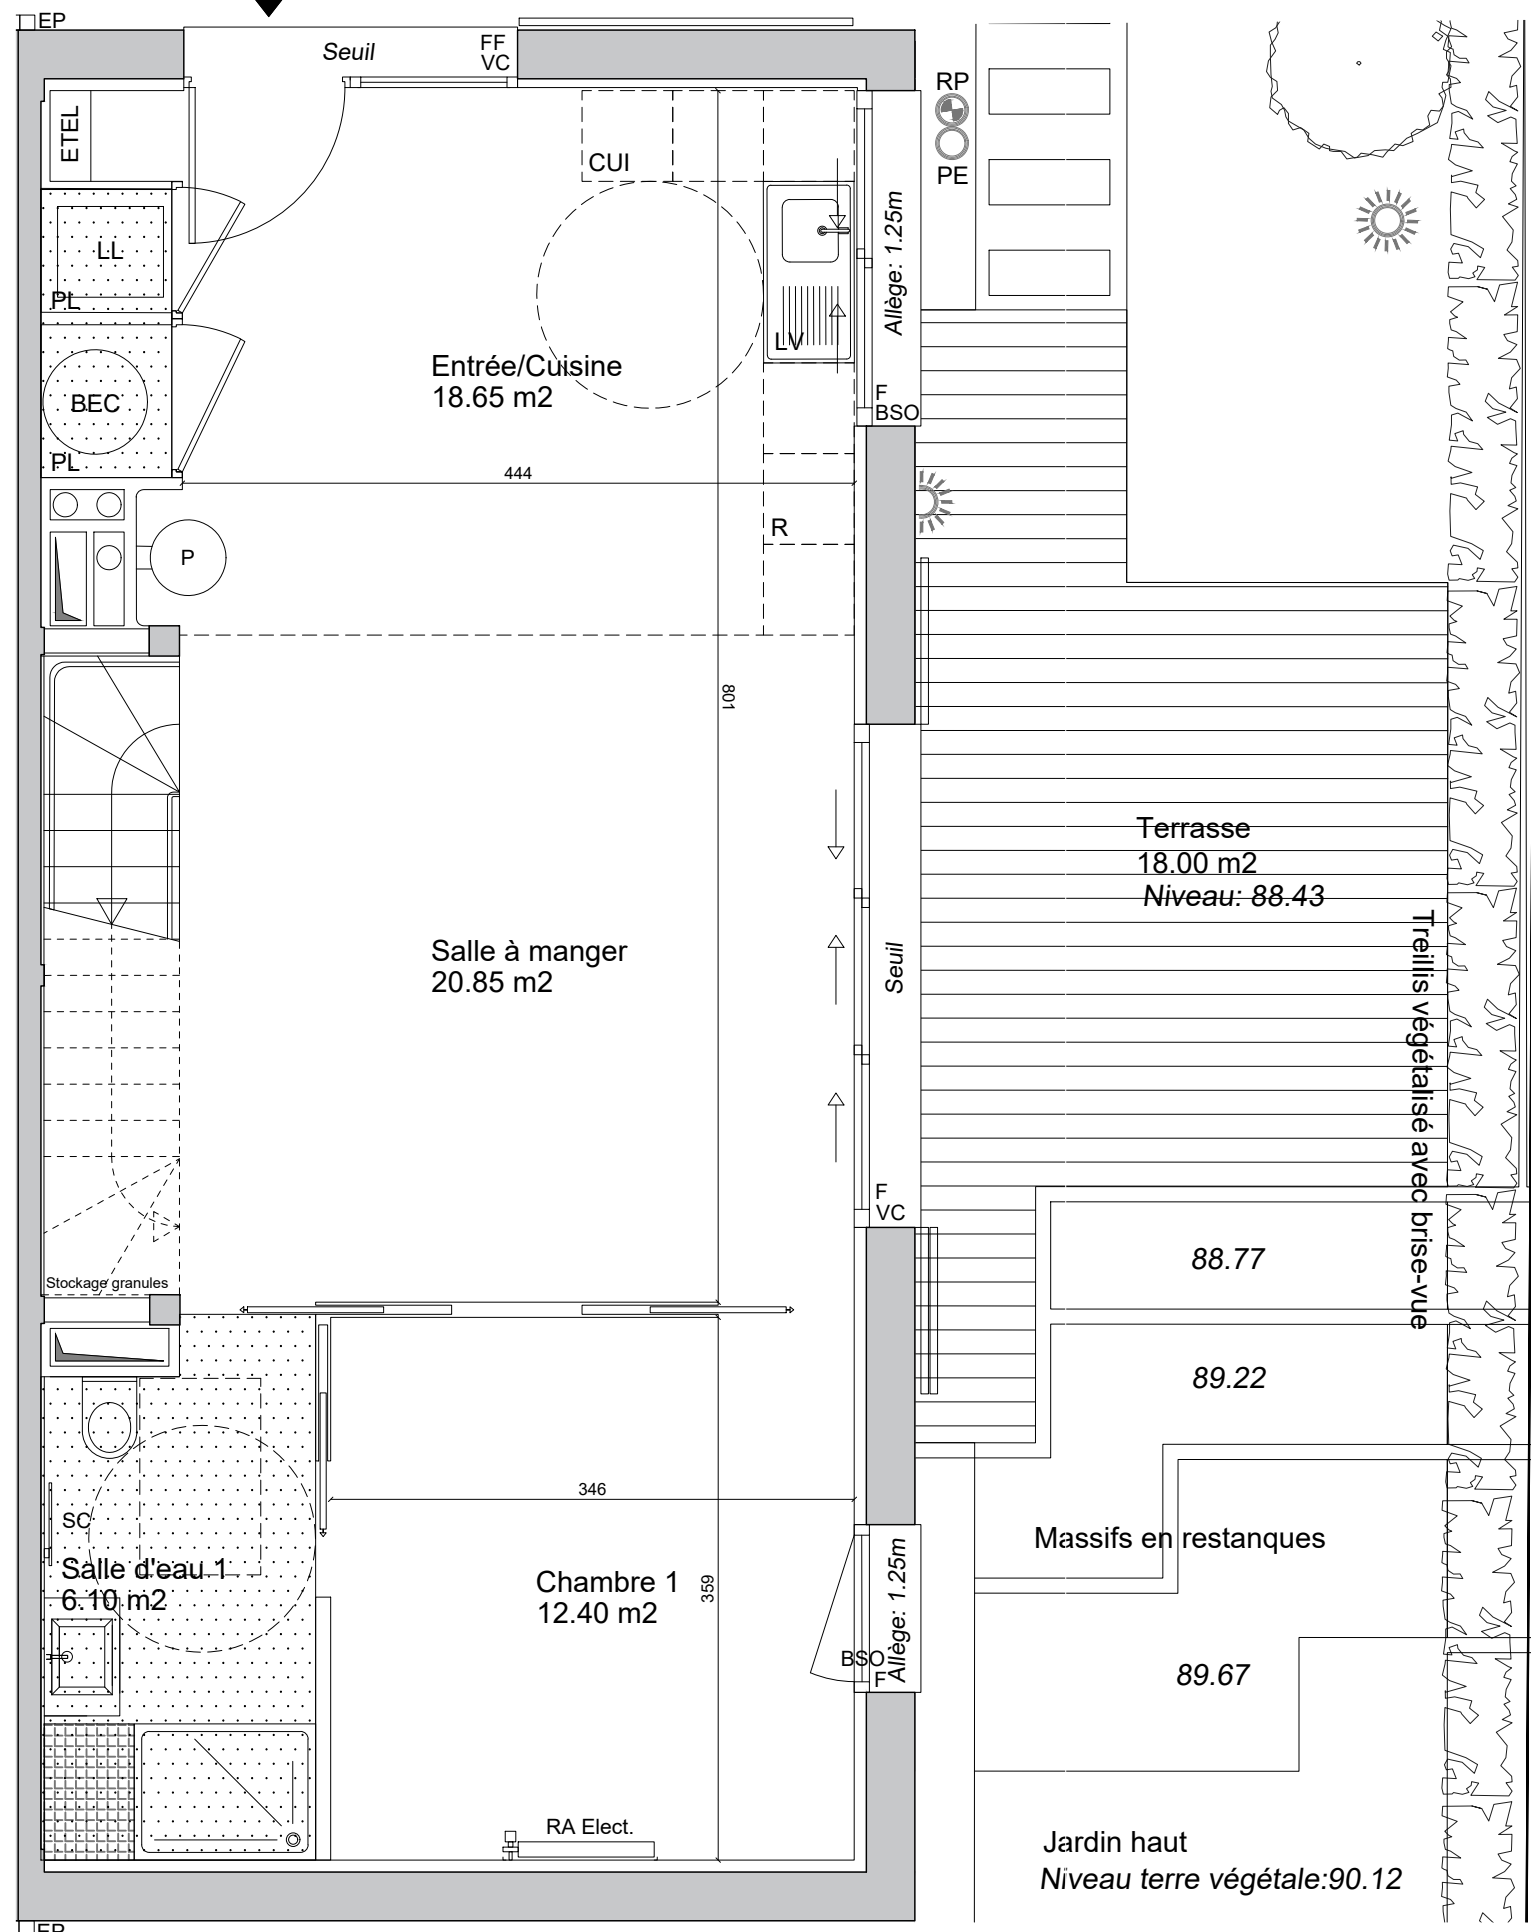 EP
Seuil
FF
VC
ETEL
CUI
RP
PE
LL
PL
Allège: 1.25m
LV
Entrée/Cuisine
18.65 m2
BEC
PL
F
BSO
444
R
P
801
Terrasse
18.00 m2
Niveau: 88.43
Salle à manger
20.85 m2
Seuil
Treillis végétalisé avec brise-vue
F
VC
88.77
Stockage granules
89.22
346
SC
Salle d'eau 1
6.10 m2
Chambre 1
12.40 m2
359
Allège: 1.25m
BSO
F
Massifs en restanques
89.67
RA Elect.
Jardin haut
Niveau terre végétale:90.12
EP